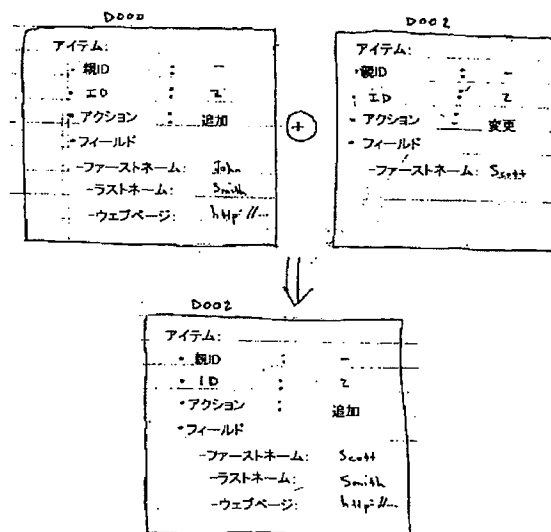 D000
アイテム:
・親ID : -
・ID : 2
・アクション : 追加
・フィールド
-ファーストネーム: John
-ラストネーム: Smith
-ウェブページ: http://...
+
D002
アイテム:
・親ID : -
・ID : 2
・アクション : 変更
・フィールド
-ファーストネーム: Scott
D002
アイテム:
・親ID : -
・ID : 2
・アクション : 追加
・フィールド
-ファーストネーム: Scott
-ラストネーム: Smith
-ウェブページ: http://...